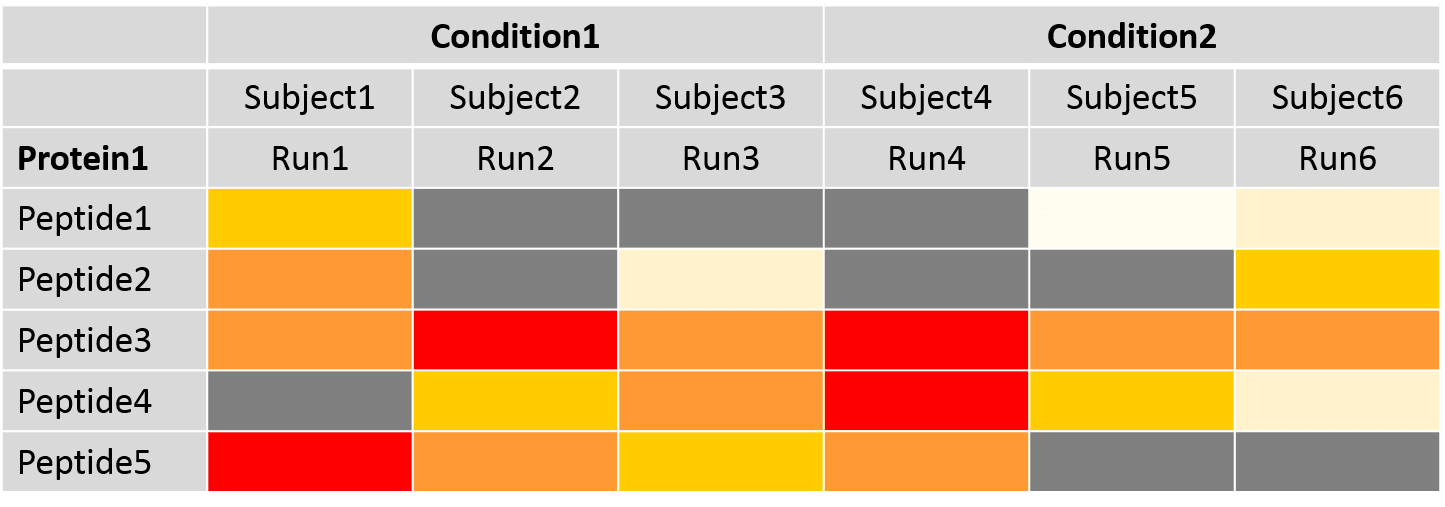 Condition1 Condition2
Subject1 Subject2 Subject3 Subject4 Subject5 Subject6
Protein1 Run1 Run2 Run3 Run4 Run5 Run6
Peptide1
Peptide2
Peptide3
Peptide4
Peptide5